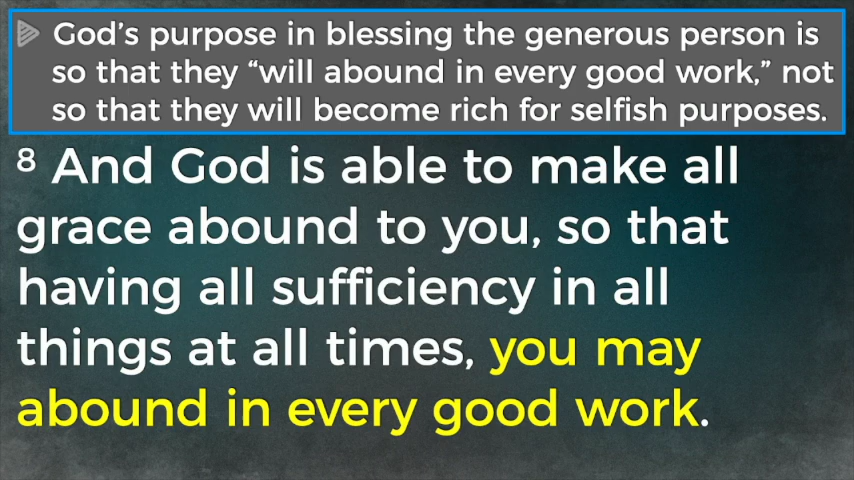 God’s purpose in blessing the generous person is
so that they “will abound in every good work,” not
so that they will become rich for selfish purposes.
8 And God is able to make all
grace abound to you, so that
having all sufficiency in all
things at all times, you may
abound in every good work.